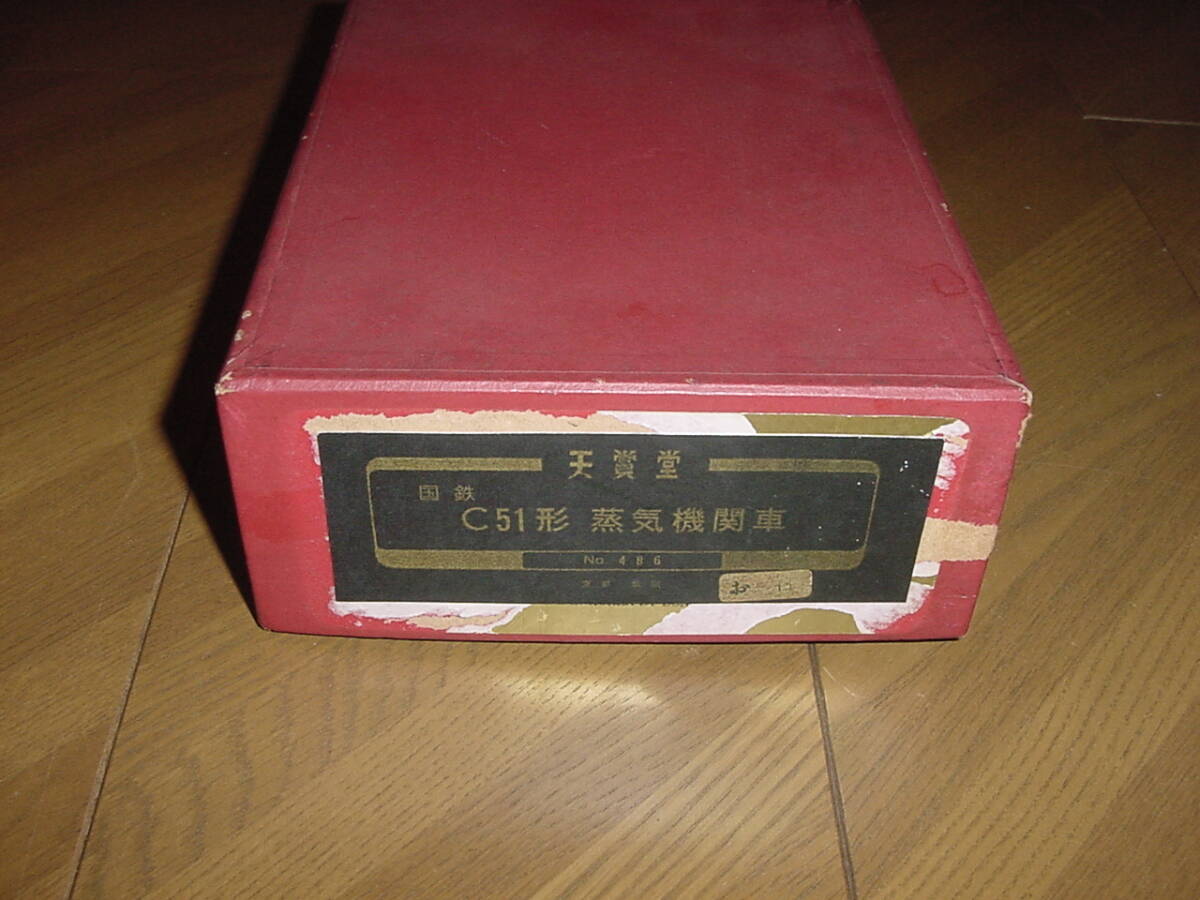 天賞堂
国鉄
C51形 蒸気機関車
No. 486